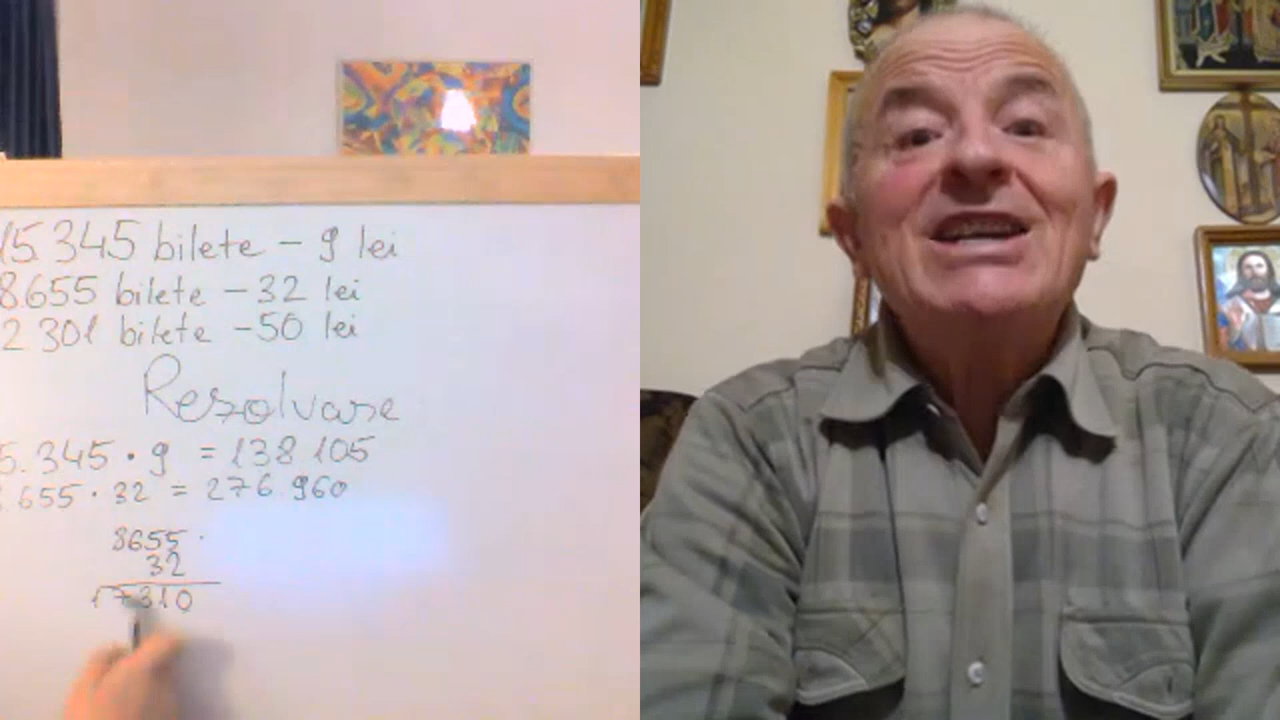 15.345 bilete - 9 lei
8.655 bilete - 32 lei
2 301 bilete - 50 lei
Rezolvare
5.345 · 9 = 138 105
.655 · 32 = 276.960
8655 ·
32
17310